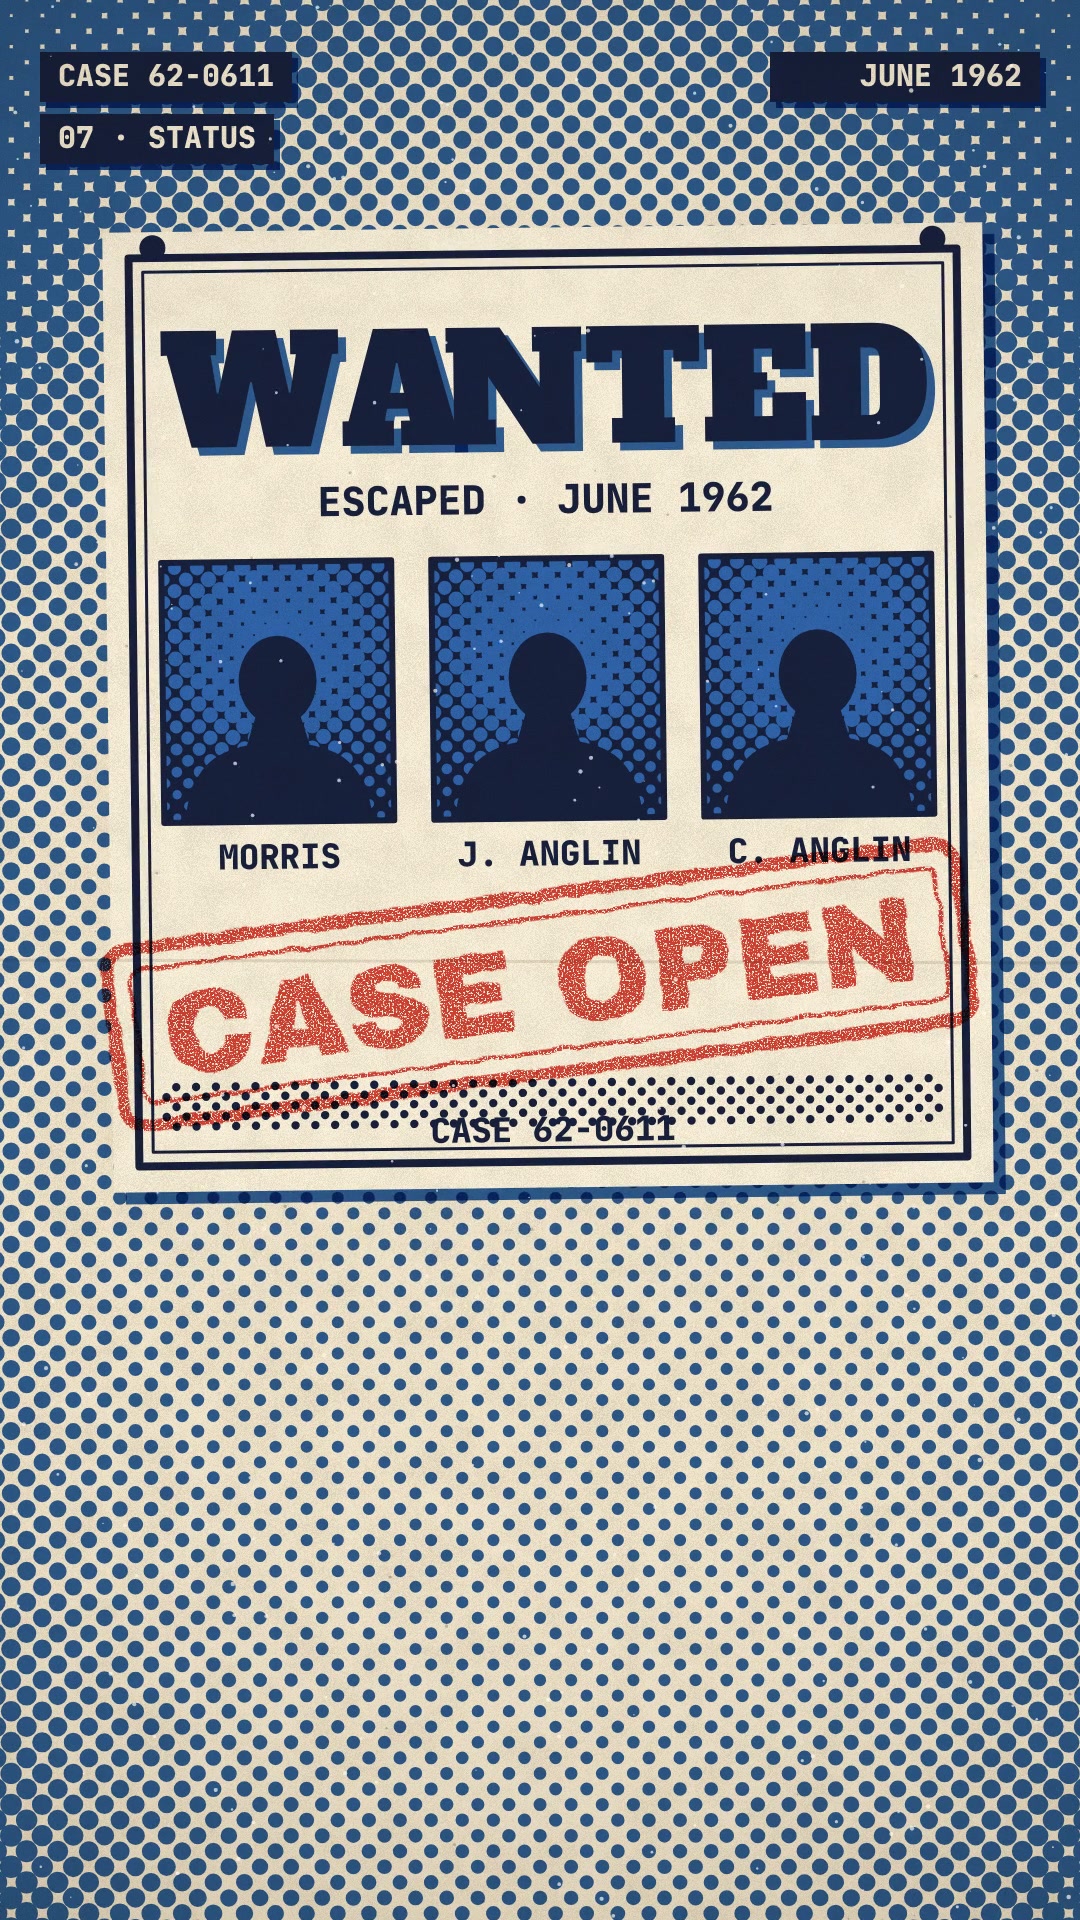 CASE 62-0611
JUNE 1962
07 · STATUS
WANTED
ESCAPED · JUNE 1962
MORRIS
J. ANGLIN
C. ANGLIN
CASE OPEN
CASE 62-0611